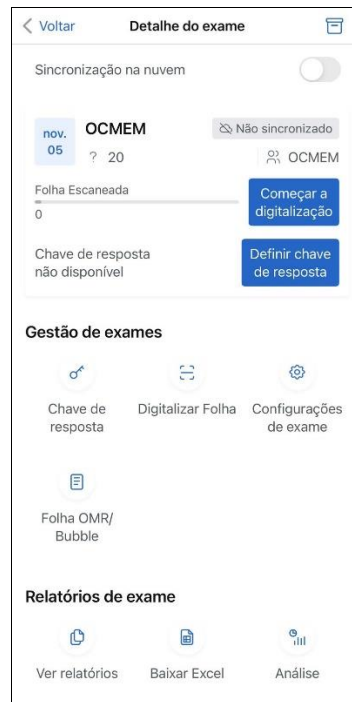 Voltar
Detalhe do exame
Sincronização na nuvem
nov.
05
OCMEM
Não sincronizado
? 20
OCMEM
Folha Escaneada
0
Começar a
digitalização
Chave de resposta
não disponível
Definir chave
de resposta
Gestão de exames
Chave de
resposta
Digitalizar Folha
Configurações
de exame
Folha OMR/
Bubble
Relatórios de exame
Ver relatórios
Baixar Excel
Análise